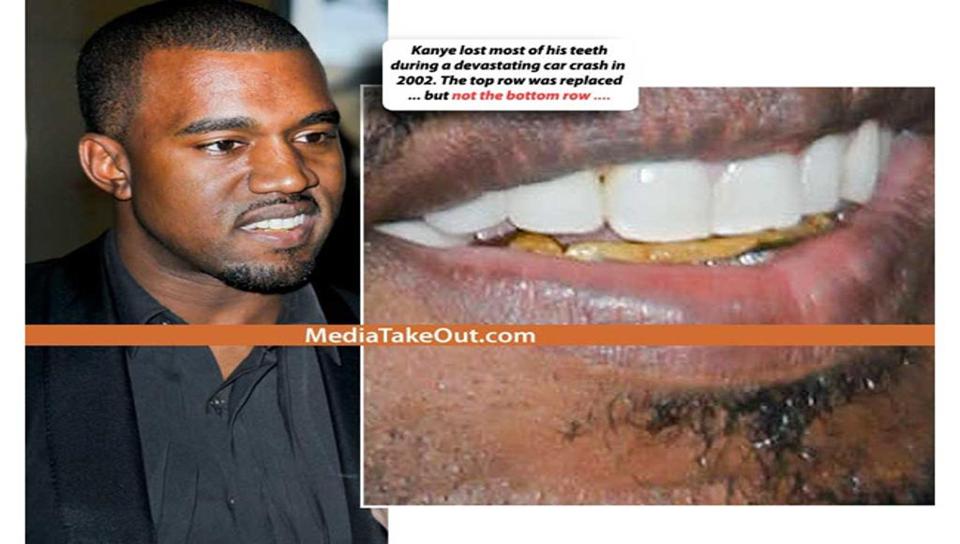 Kanye lost most of his teeth
during a devastating car crash in
2002. The top row was replaced
... but not the bottom row ....
MediaTakeOut.com